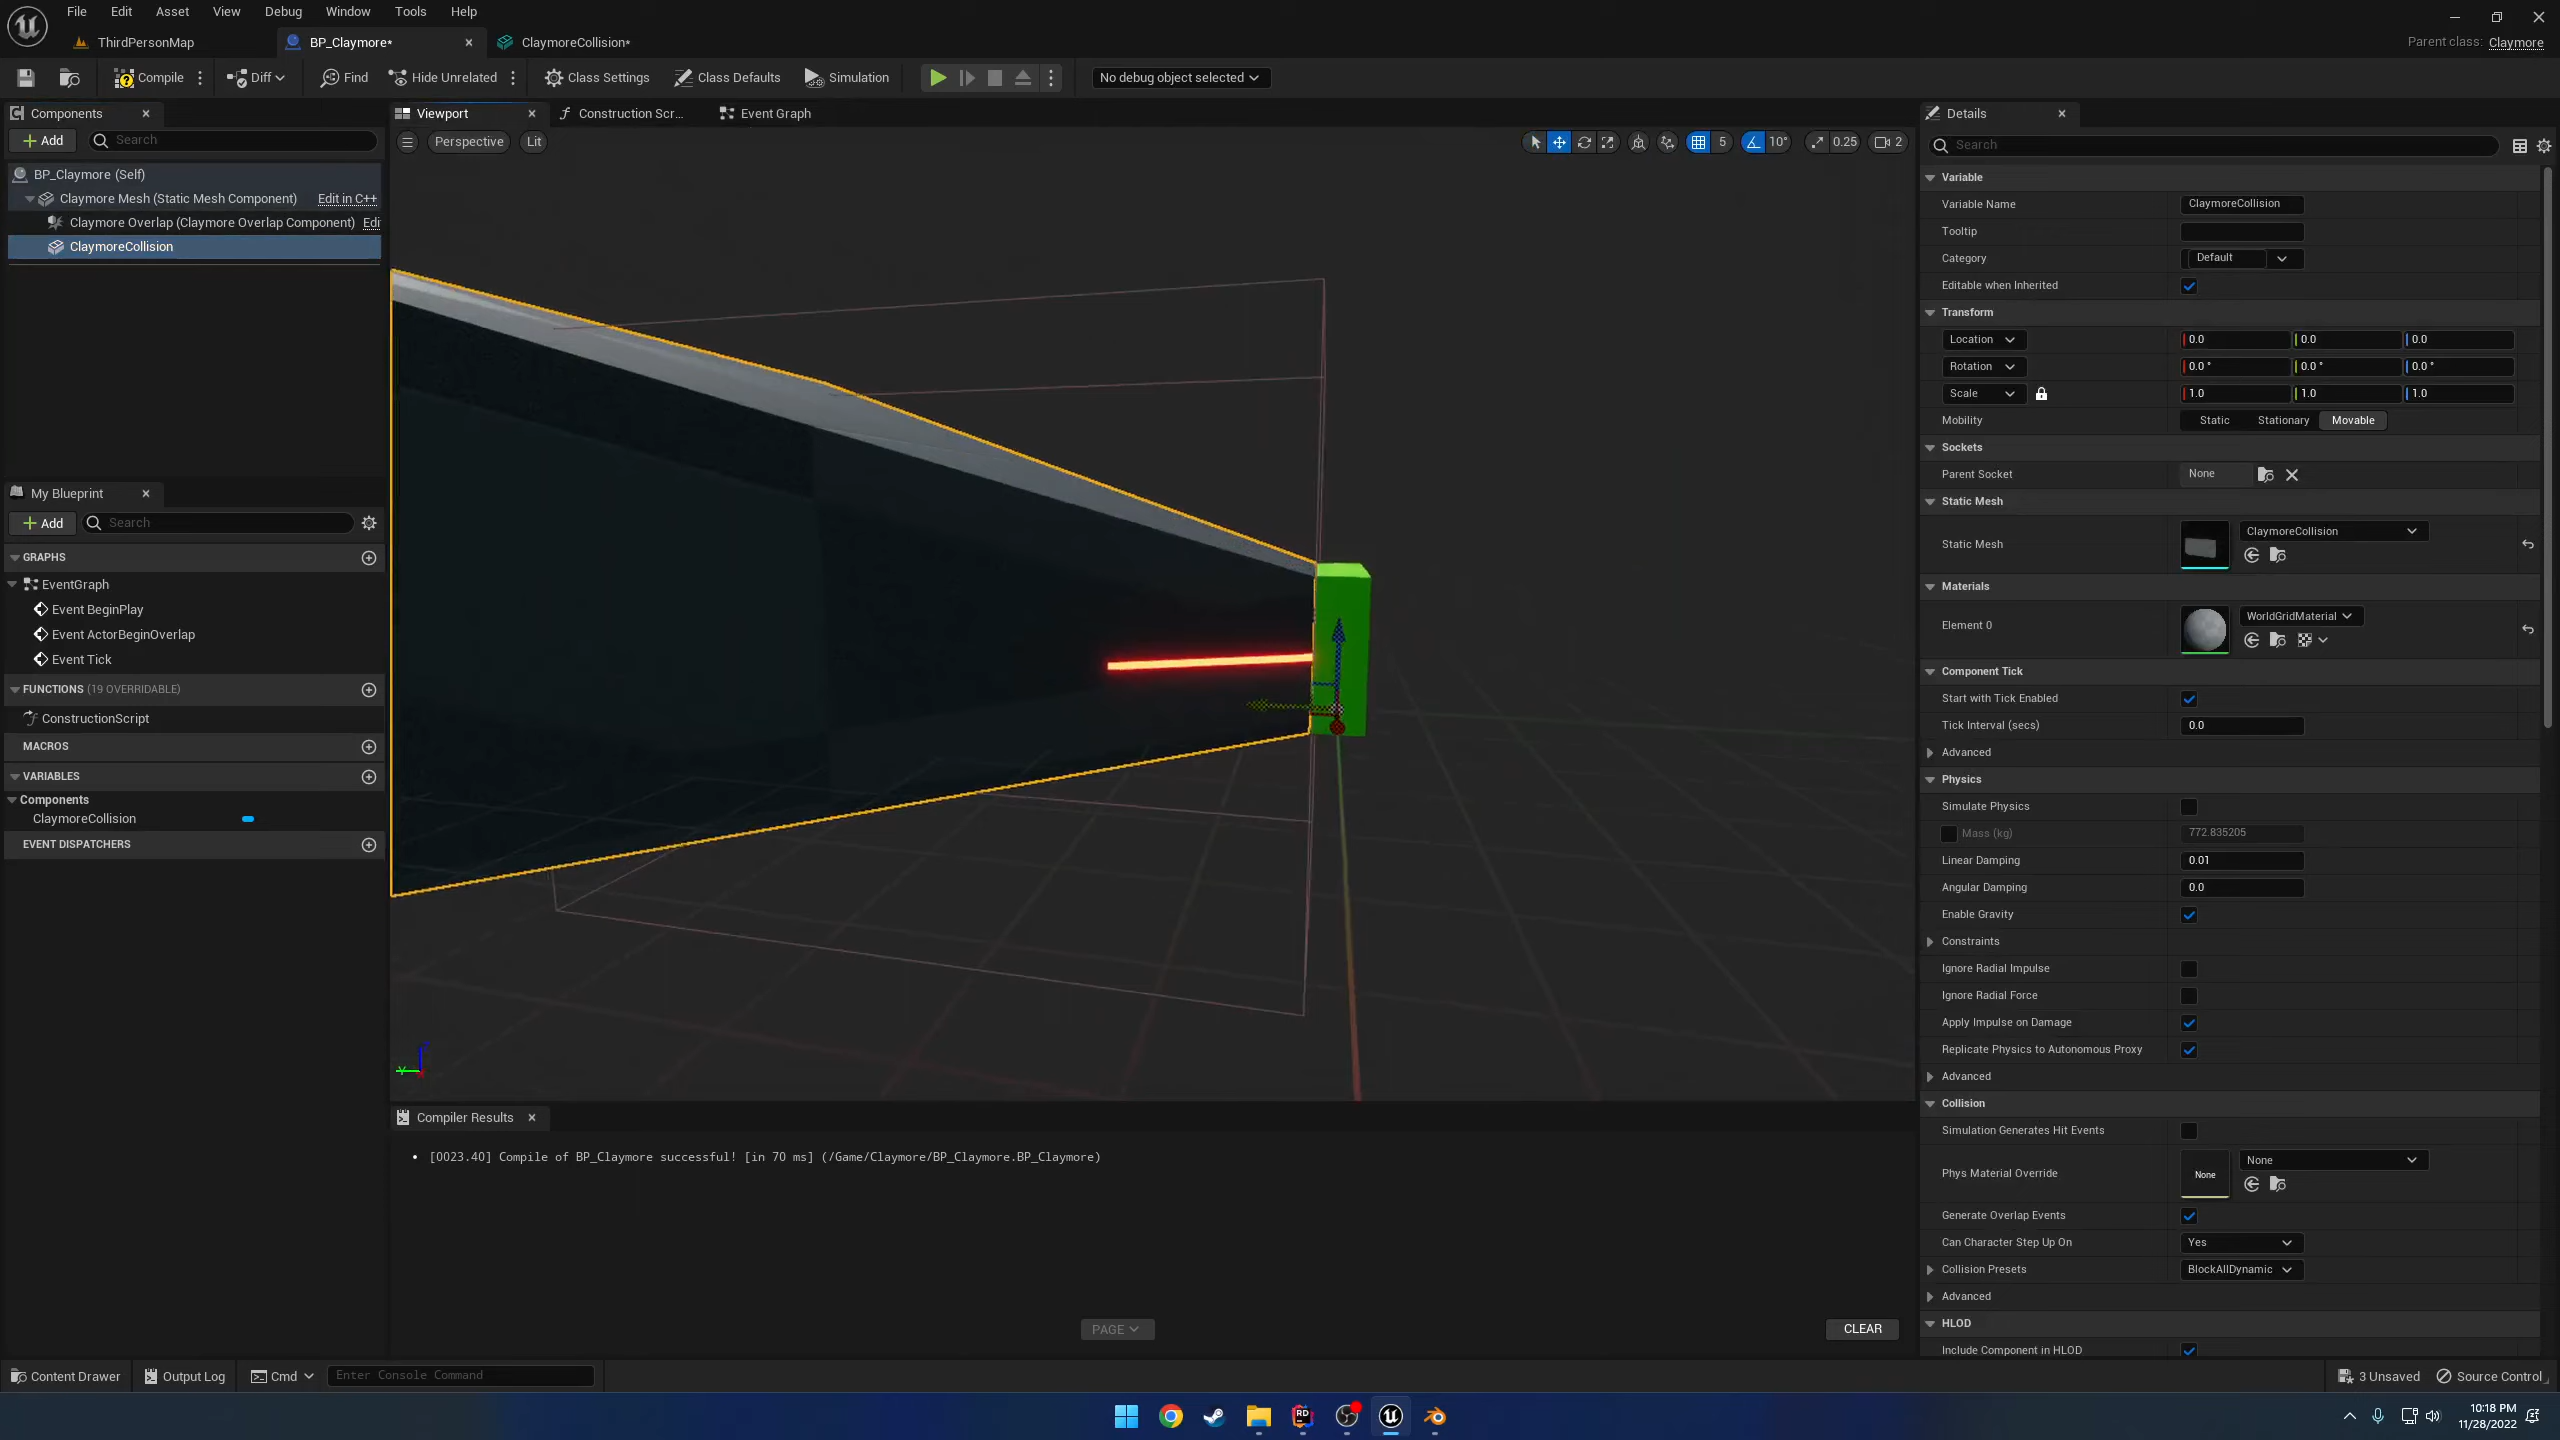 File Edit Asset View Debug Window Tools Help
ThirdPersonMap BP_Claymore* ClaymoreCollision* Parent class: Claymore
Compile Diff Find Hide Unrelated Class Settings Class Defaults Simulation No debug object selected
Components Viewport Construction Scr... Event Graph Details
Add Search Perspective Lit 5 10° 0.25 2 Search
BP_Claymore (Self)
Claymore Mesh (Static Mesh Component) Edit in C++
Claymore Overlap (Claymore Overlap Component) Edi
ClaymoreCollision
My Blueprint
Add Search
GRAPHS
EventGraph
Event BeginPlay
Event ActorBeginOverlap
Event Tick
FUNCTIONS (19 OVERRIDABLE)
ConstructionScript
MACROS
VARIABLES
Components
ClaymoreCollision
EVENT DISPATCHERS
Compiler Results
[0023.40] Compile of BP_Claymore successful! [in 70 ms] (/Game/Claymore/BP_Claymore.BP_Claymore)
PAGE CLEAR
Variable
Variable Name ClaymoreCollision
Tooltip
Category Default
Editable when Inherited
Transform
Location 0.0 0.0 0.0
Rotation 0.0 ° 0.0 ° 0.0 °
Scale 1.0 1.0 1.0
Mobility Static Stationary Movable
Sockets
Parent Socket None
Static Mesh
Static Mesh ClaymoreCollision
Materials
Element 0 WorldGridMaterial
Component Tick
Start with Tick Enabled
Tick Interval (secs) 0.0
Advanced
Physics
Simulate Physics
Mass (kg) 772.835205
Linear Damping 0.01
Angular Damping 0.0
Enable Gravity
Constraints
Ignore Radial Impulse
Ignore Radial Force
Apply Impulse on Damage
Replicate Physics to Autonomous Proxy
Advanced
Collision
Simulation Generates Hit Events
Phys Material Override None None
Generate Overlap Events
Can Character Step Up On Yes
Collision Presets BlockAllDynamic
Advanced
HLOD
Include Component in HLOD
Content Drawer Output Log Cmd Enter Console Command 3 Unsaved Source Control
10:18 PM
11/28/2022